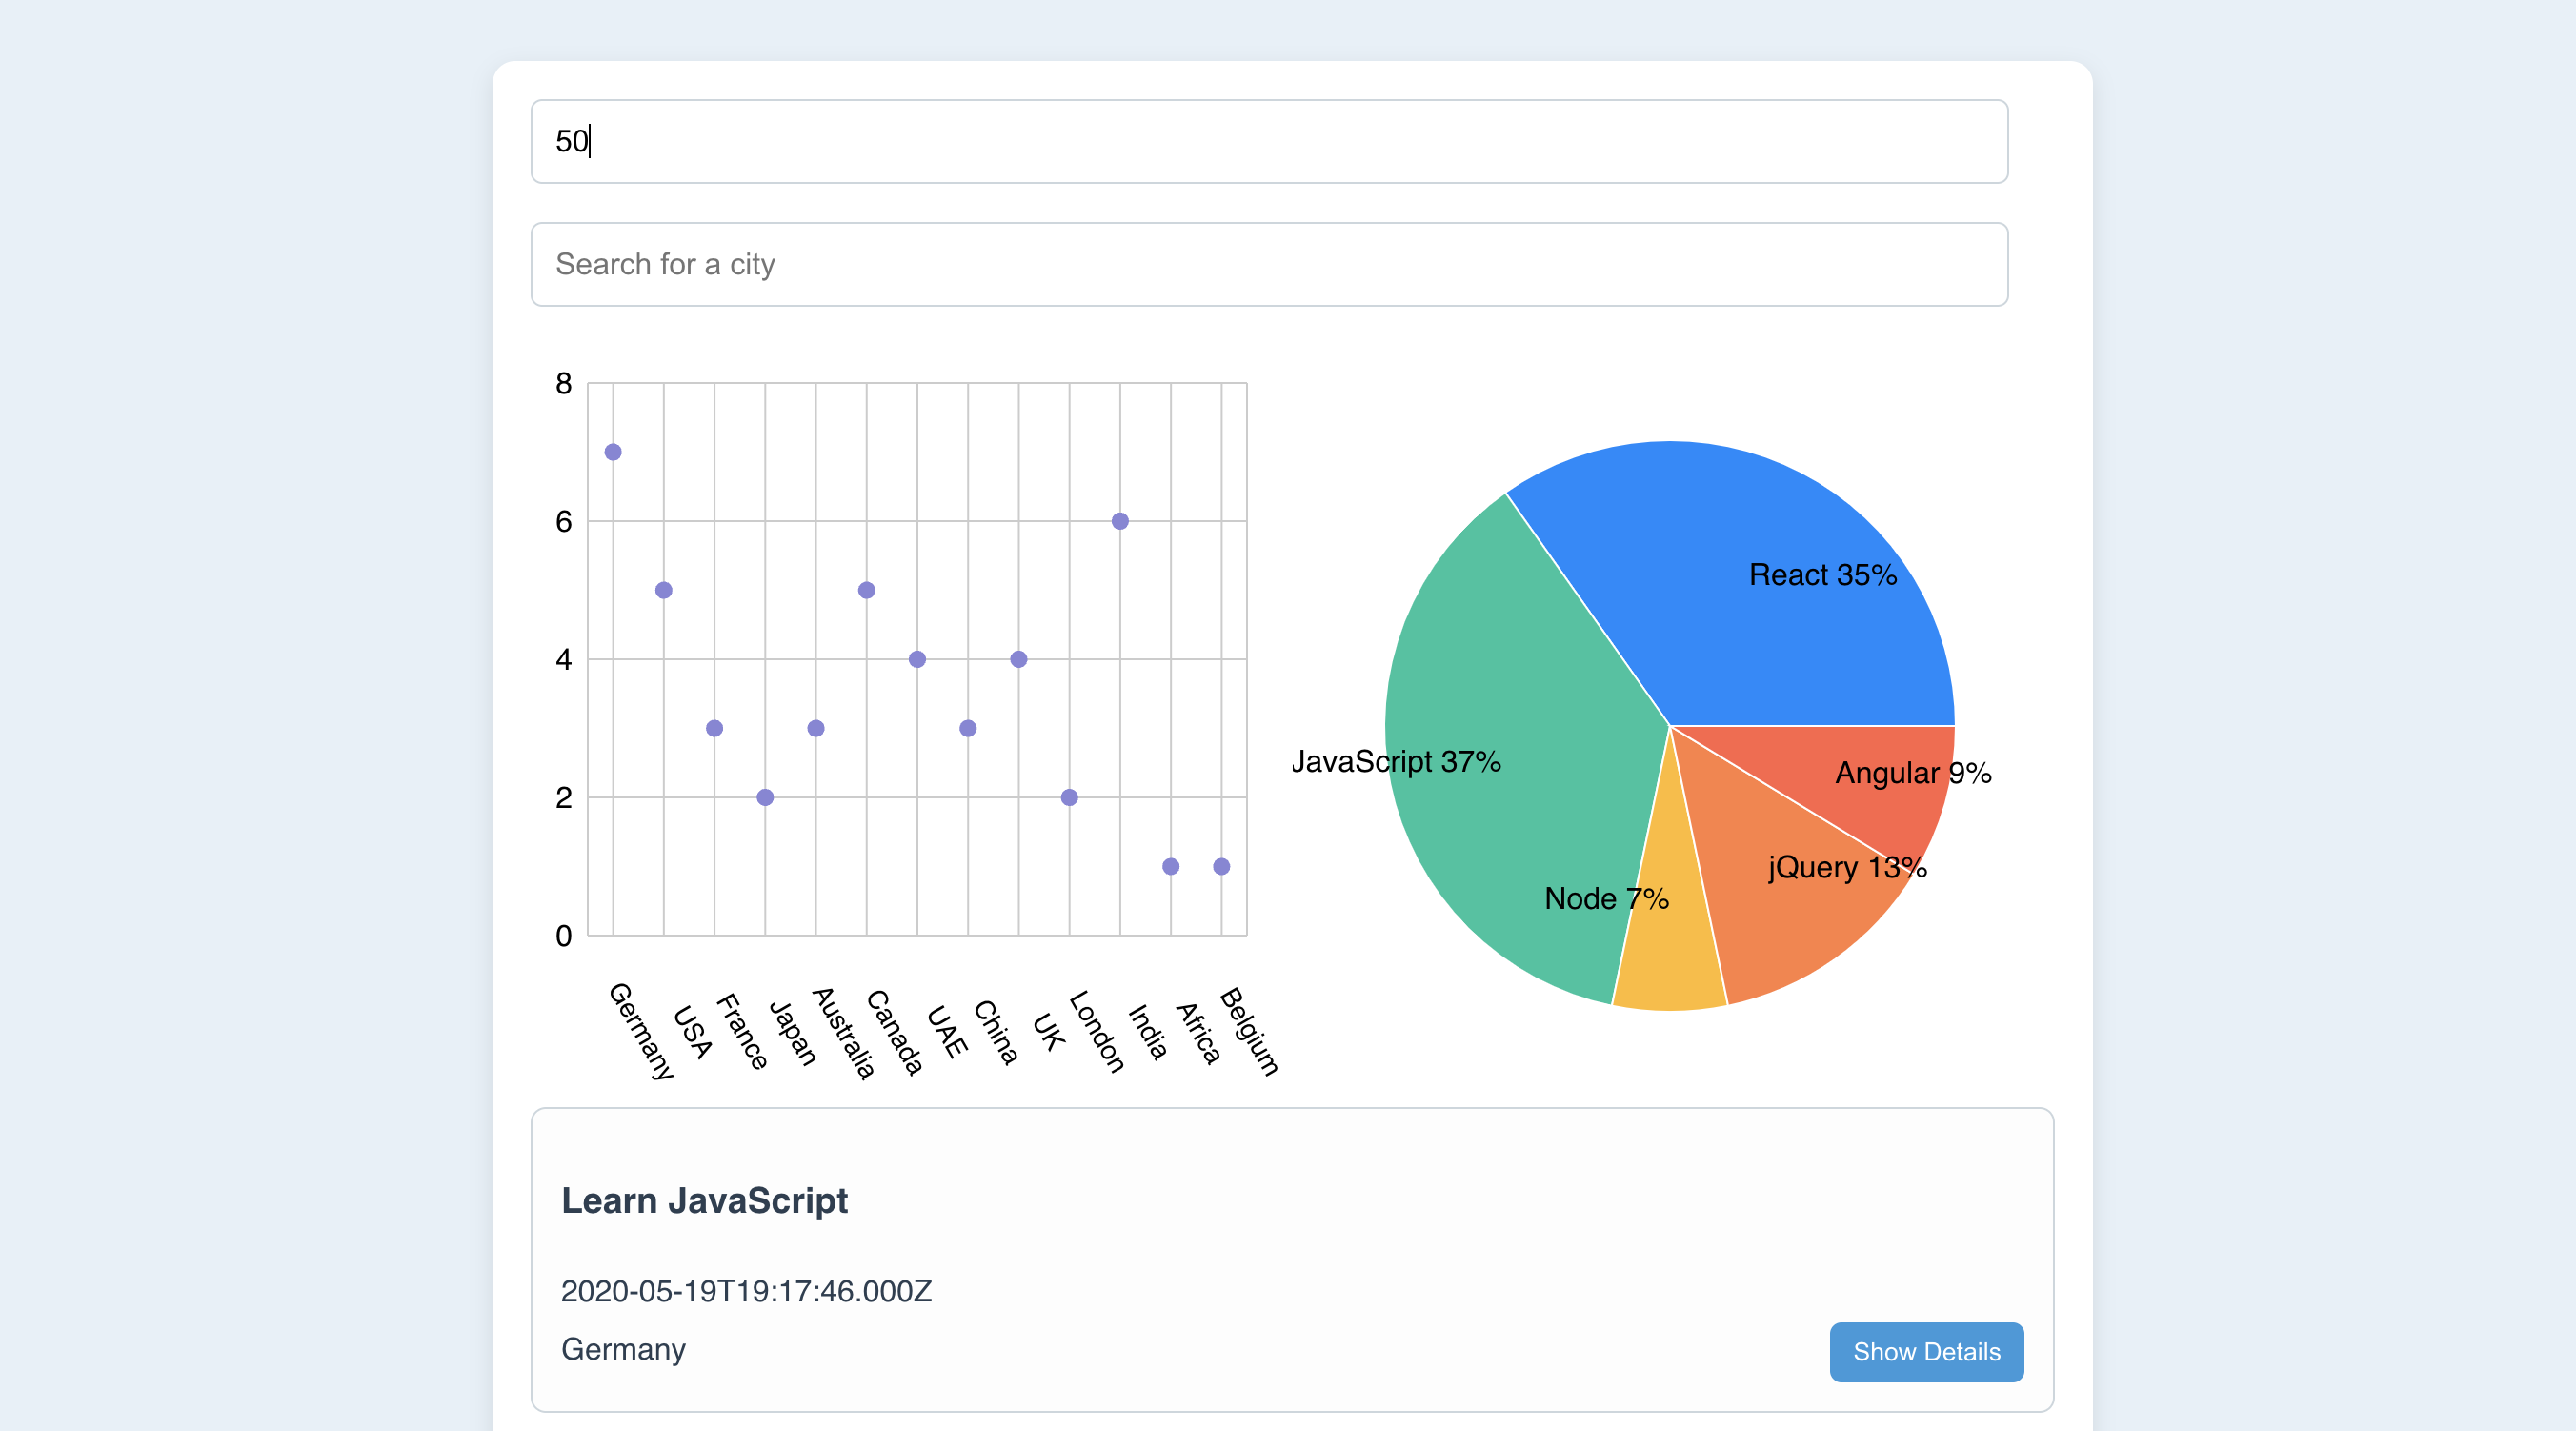 50
Search for a city
8
6
4
2
0
Germany
USA
France
Japan
Australia
Canada
UAE
China
UK
London
India
Africa
Belgium
React 35%
JavaScript 37%
Angular 9%
jQuery 13%
Node 7%
Learn JavaScript
2020-05-19T19:17:46.000Z
Germany
Show Details